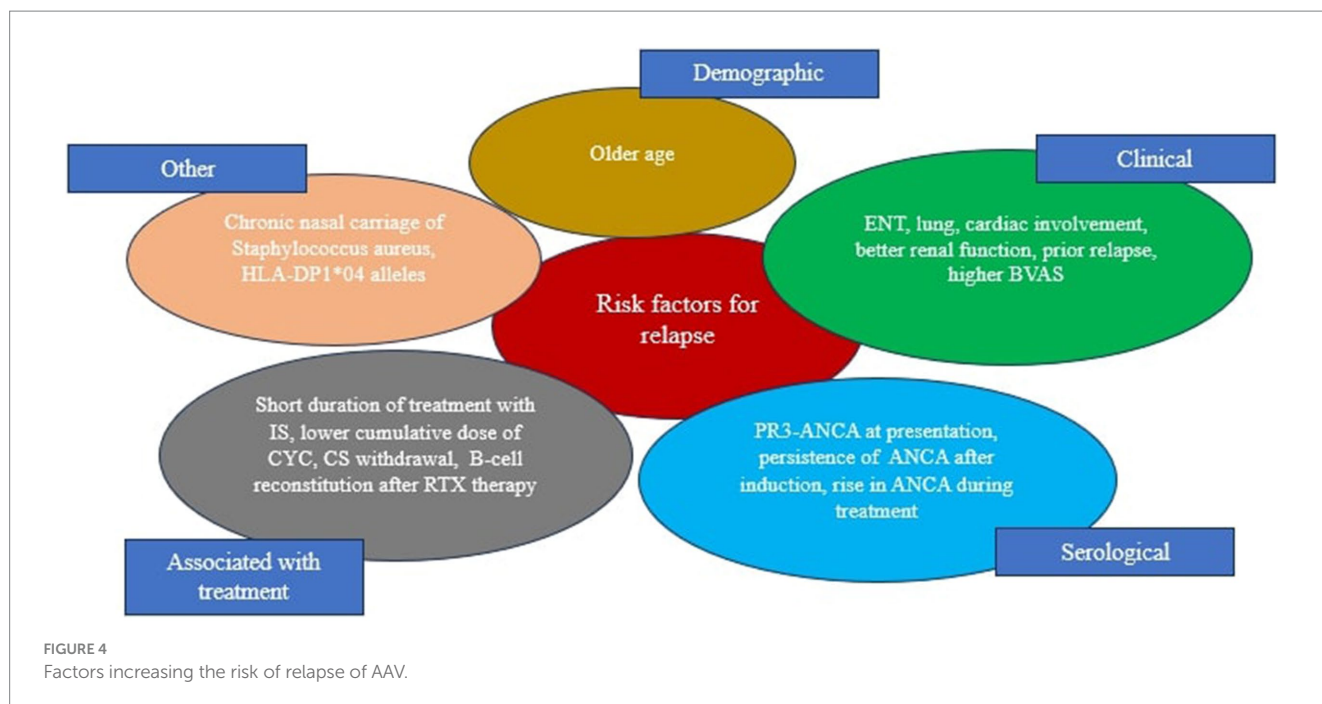 Demographic
Older age
Other
Chronic nasal carriage of
Staphylococcus aureus,
HLA-DP1*04 alleles
Clinical
ENT, lung, cardiac involvement,
better renal function, prior relapse,
higher BVAS
Risk factors for
relapse
Short duration of treatment with
IS, lower cumulative dose of
CYC, CS withdrawal, B-cell
reconstitution after RTX therapy
Associated with
treatment
PR3-ANCA at presentation,
persistence of ANCA after
induction, rise in ANCA during
treatment
Serological
FIGURE 4
Factors increasing the risk of relapse of AAV.